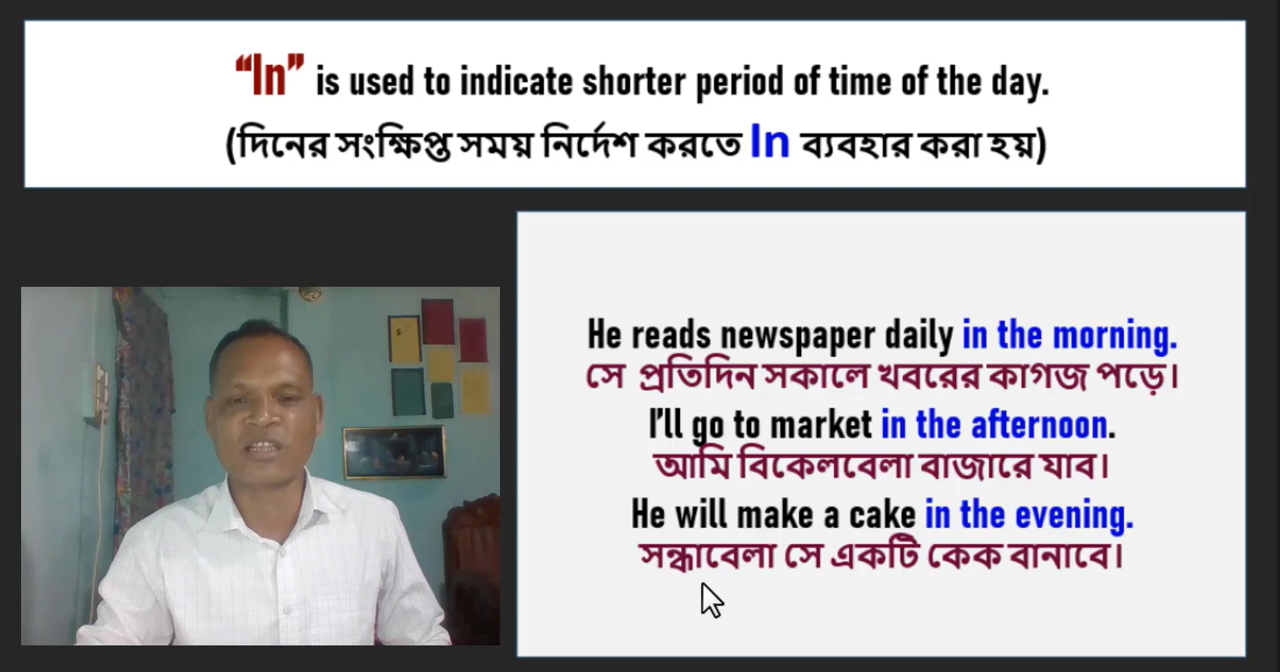 “In” is used to indicate shorter period of time of the day.
(দিনের সংক্ষিপ্ত সময় নির্দেশ করতে In ব্যবহার করা হয়)
He reads newspaper daily in the morning.
সে প্রতিদিন সকালে খবরের কাগজ পড়ে।
I'll go to market in the afternoon.
আমি বিকেলবেলা বাজারে যাব।
He will make a cake in the evening.
সন্ধাবেলা সে একটি কেক বানাবে।